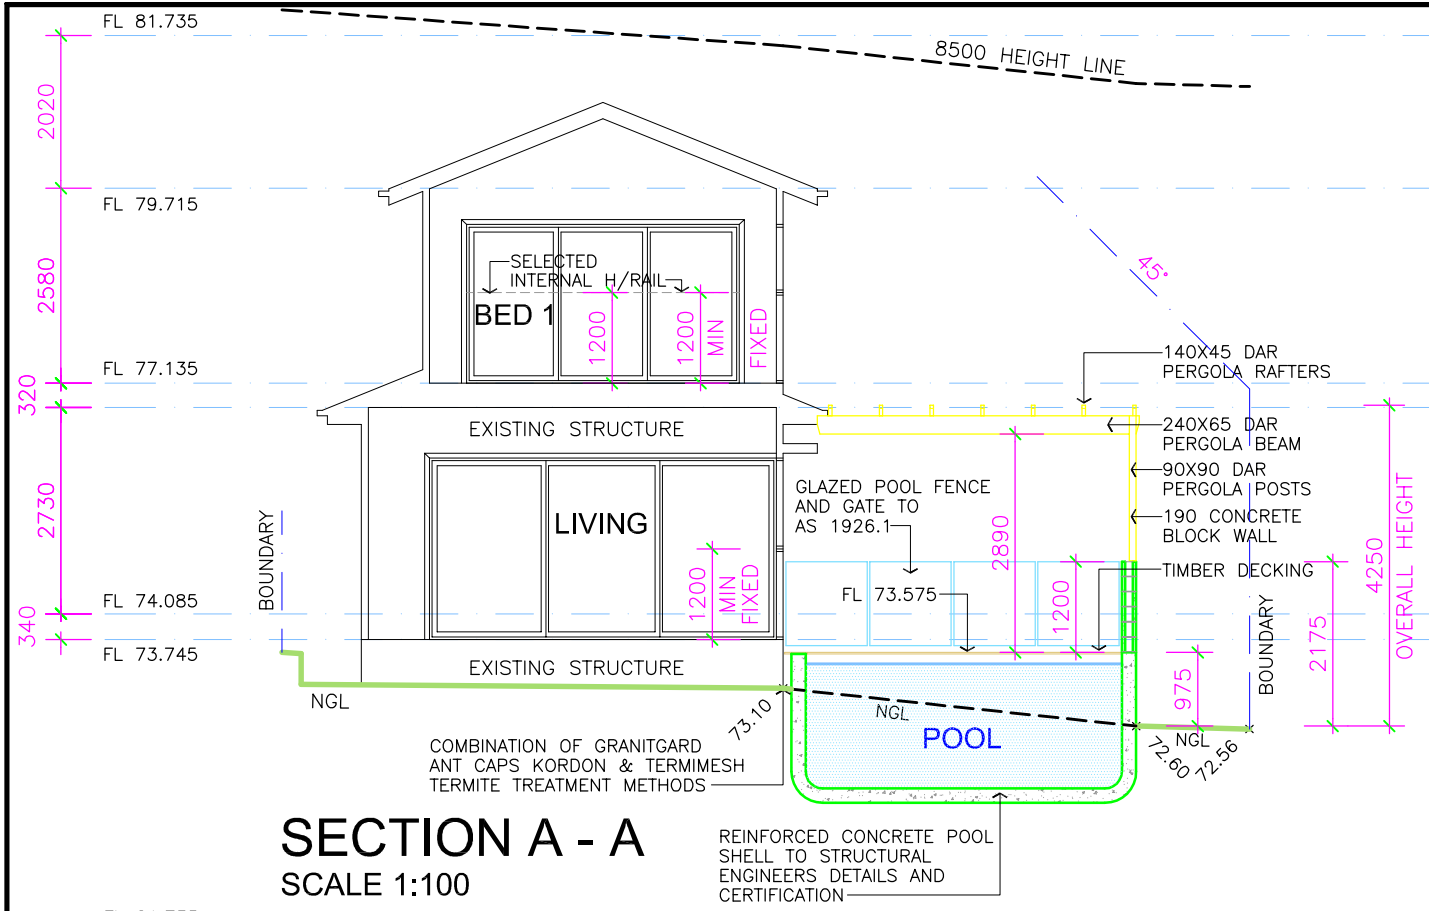 FL 81.735
8500 HEIGHT LINE
2020
FL 79.715
SELECTED
INTERNAL H/RAIL
45°
2580
BED 1
1200
1200
MIN
FIXED
FL 77.135
140X45 DAR
PERGOLA RAFTERS
320
EXISTING STRUCTURE
240X65 DAR
PERGOLA BEAM
90X90 DAR
PERGOLA POSTS
190 CONCRETE
BLOCK WALL
GLAZED POOL FENCE
AND GATE TO
AS 1926.1
2730
LIVING
2890
4250
OVERALL HEIGHT
BOUNDARY
TIMBER DECKING
1200
MIN
FIXED
FL 73.575
1200
2175
BOUNDARY
FL 74.085
340
FL 73.745
EXISTING STRUCTURE
975
NGL
73.10
NGL
POOL
NGL
72.60
72.56
COMBINATION OF GRANITGARD
ANT CAPS KORDON & TERMIMESH
TERMITE TREATMENT METHODS
SECTION A - A
SCALE 1:100
REINFORCED CONCRETE POOL
SHELL TO STRUCTURAL
ENGINEERS DETAILS AND
CERTIFICATION